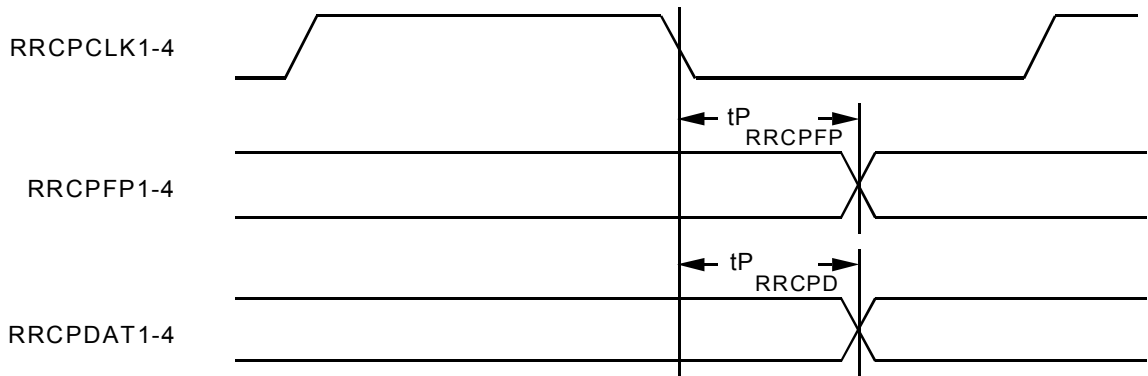 RRCPCLK1-4
tP RRCPFP
RRCPFP1-4
tP RRCPD
RRCPDAT1-4